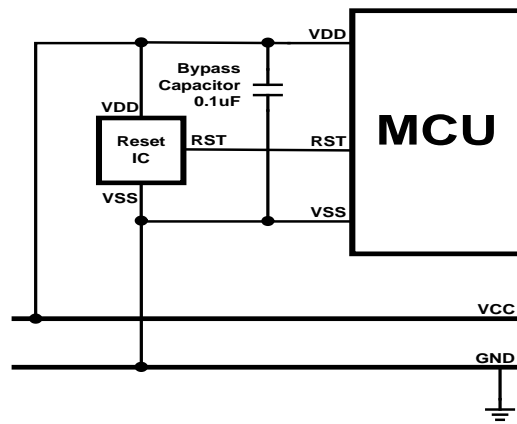 VDD
Bypass
Capacitor
0.1uF
VDD
MCU
Reset
IC
RST
RST
VSS
VSS
VCC
GND